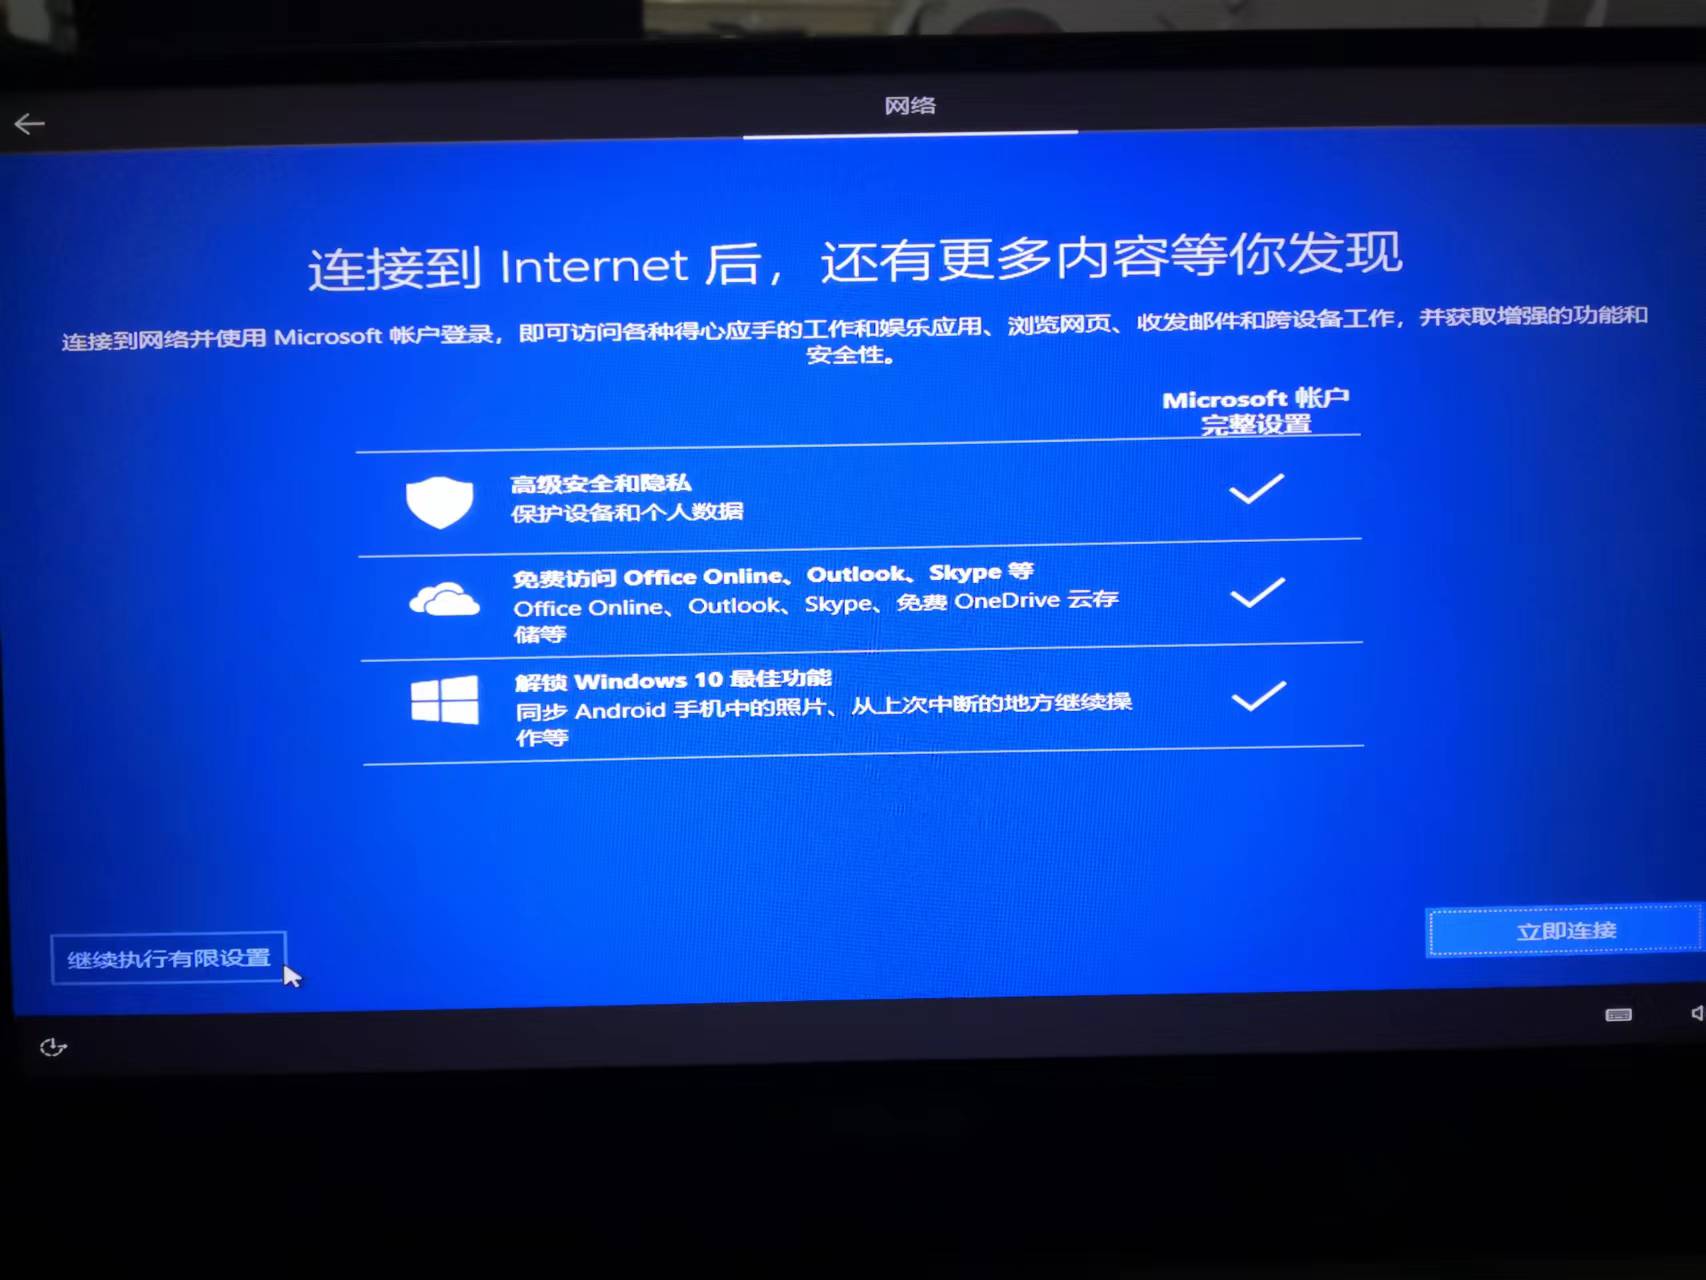 网络
连接到 Internet 后，还有更多内容等你发现
连接到网络并使用 Microsoft 帐户登录，即可访问各种得心应手的工作和娱乐应用、浏览网页、收发邮件和跨设备工作，并获取增强的功能和
安全性。
Microsoft 帐户
完整设置
高级安全和隐私
保护设备和个人数据
免费访问 Office Online、Outlook、Skype 等
Office Online、Outlook、Skype、免费 OneDrive 云存
储等
解锁 Windows 10 最佳功能
同步 Android 手机中的照片、从上次中断的地方继续操
作等
继续执行有限设置
立即连接